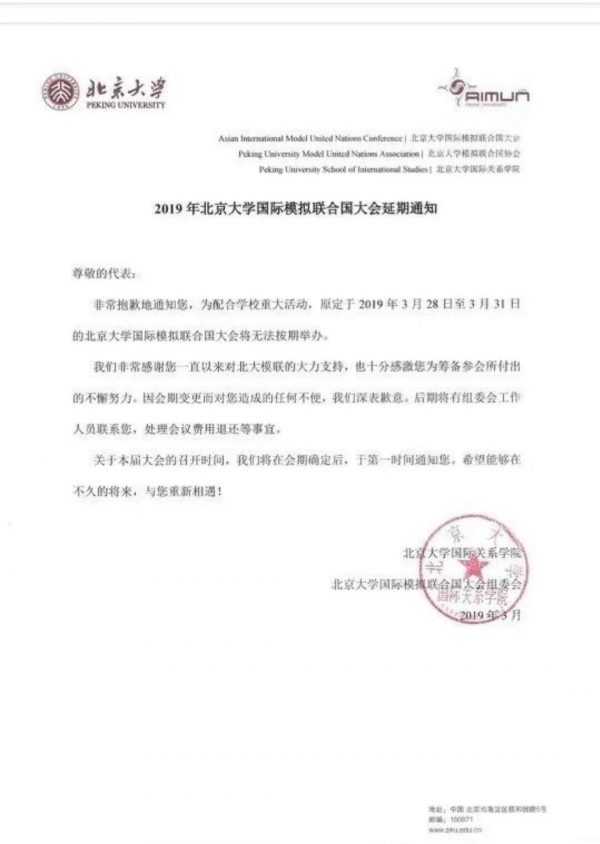 北京大学
PEKING UNIVERSITY
AIMUN
Asian International Model United Nations Conference | 北京大学国际模拟联合国大会
Peking University Model United Nations Association | 北京大学模拟联合国协会
Peking University School of International Studies | 北京大学国际关系学院
2019 年北京大学国际模拟联合国大会延期通知
尊敬的代表：
非常抱歉地通知您，为配合学校重大活动，原定于 2019 年 3 月 28 日至 3 月 31 日
的北京大学国际模拟联合国大会将无法按期举办。
我们非常感谢您一直以来对北大模联的大力支持，也十分感激您为筹备参会所付出
的不懈努力。因会期变更而对您造成的任何不便，我们深表歉意。后期将有组委会工作
人员联系您，处理会议费用退还等事宜。
关于本届大会的召开时间，我们将在会期确定后，于第一时间通知您。希望能够在
不久的将来，与您重新相遇！
北京大学国际关系学院
北京大学国际模拟联合国大会组委会
2019 年 3 月
北京大学
国际关系学院
地址：中国 北京市海淀区颐和园路5号
邮编：100871
www.pku.edu.cn